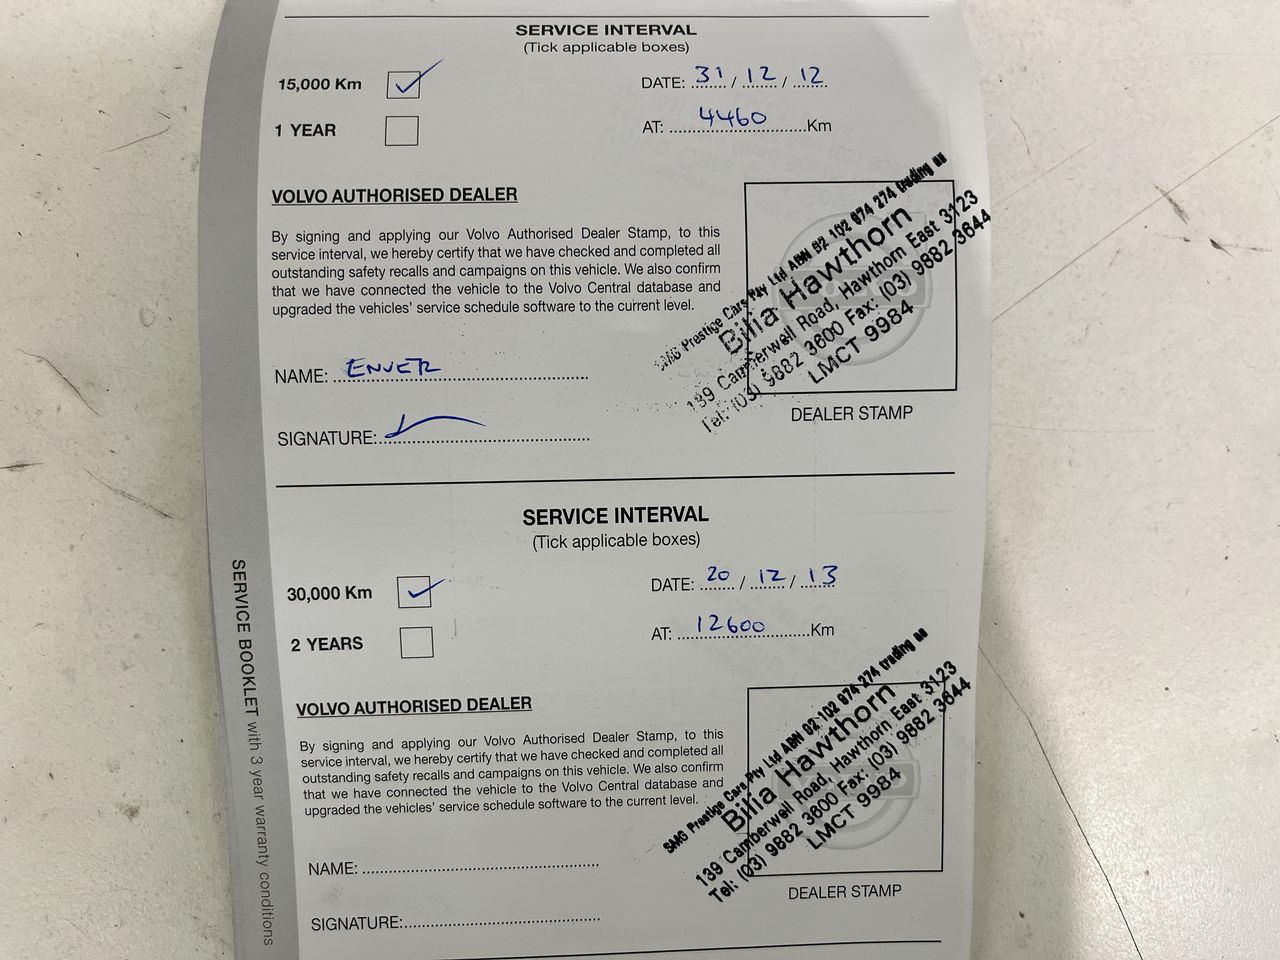 SERVICE INTERVAL
(Tick applicable boxes)
15,000 Km
DATE: 31 / 12 / 12
1 YEAR
AT: 4460 Km
VOLVO AUTHORISED DEALER
By signing and applying our Volvo Authorised Dealer Stamp, to this
service interval, we hereby certify that we have checked and completed all
outstanding safety recalls and campaigns on this vehicle. We also confirm
that we have connected the vehicle to the Volvo Central database and
upgraded the vehicles' service schedule software to the current level.
NAME: ENVER
SIGNATURE:
SMG Prestige Cars Pty Ltd ABN 92 102 674 274 trading as
Bilia Hawthorn
139 Camberwell Road, Hawthorn East 3123
Tel: (03) 9882 3600 Fax: (03) 9882 3644
LMCT 9984
DEALER STAMP
SERVICE INTERVAL
(Tick applicable boxes)
30,000 Km
DATE: 20 / 12 / 13
2 YEARS
AT: 12600 Km
VOLVO AUTHORISED DEALER
By signing and applying our Volvo Authorised Dealer Stamp, to this
service interval, we hereby certify that we have checked and completed all
outstanding safety recalls and campaigns on this vehicle. We also confirm
that we have connected the vehicle to the Volvo Central database and
upgraded the vehicles' service schedule software to the current level.
NAME:
SIGNATURE:
SMG Prestige Cars Pty Ltd ABN 92 102 674 274 trading as
Bilia Hawthorn
139 Camberwell Road, Hawthorn East 3123
Tel: (03) 9882 3600 Fax: (03) 9882 3644
LMCT 9984
DEALER STAMP
SERVICE BOOKLET with 3 year warranty conditions